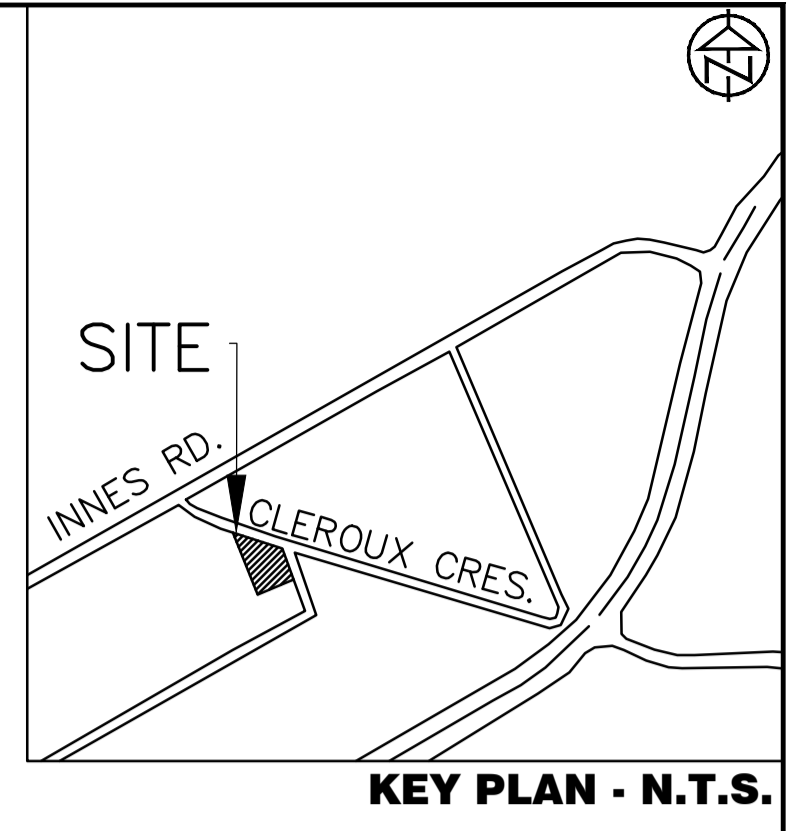 N
SITE
INNES RD.
CLEROUX CRES.
KEY PLAN - N.T.S.